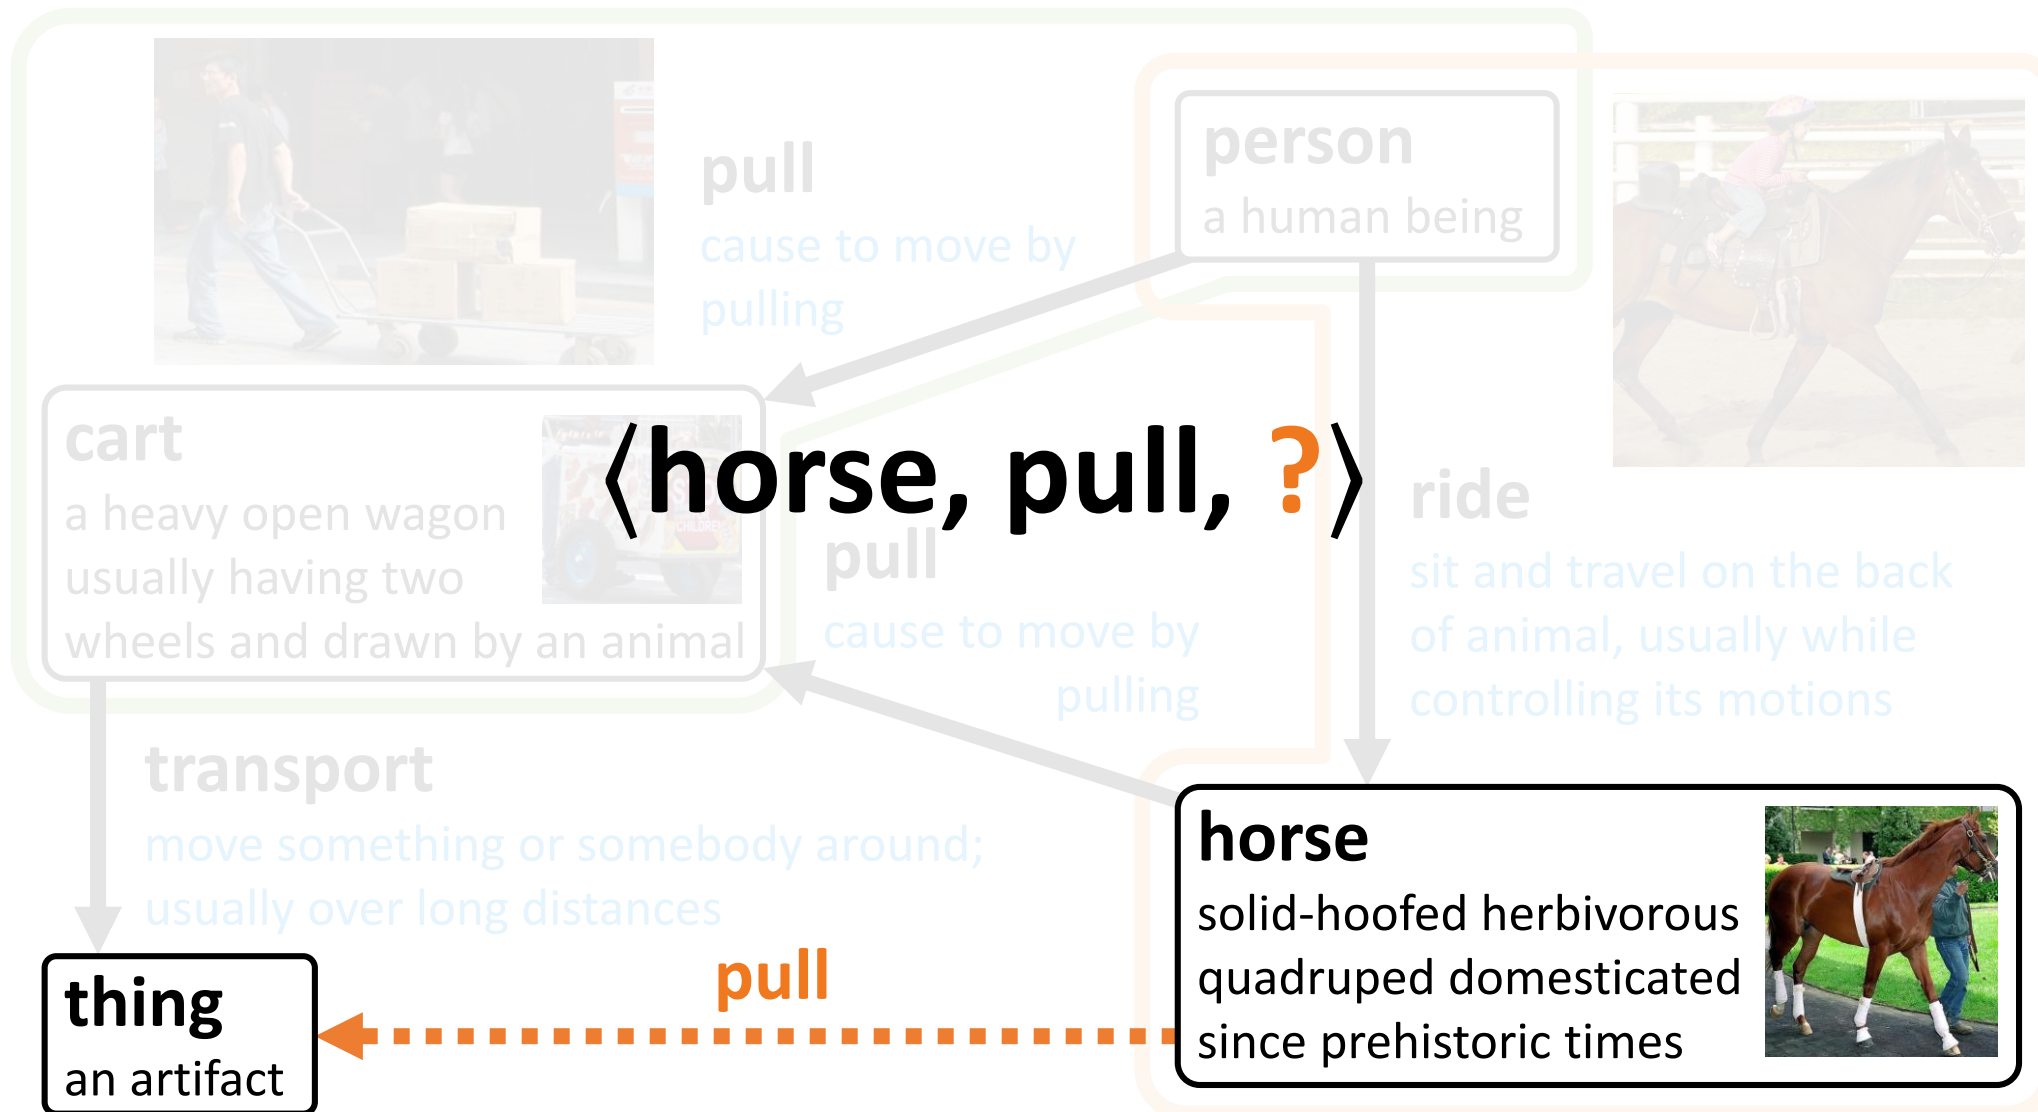 pull
cause to move by
pulling
person
a human being
cart
a heavy open wagon
usually having two
wheels and drawn by an animal
⟨horse, pull, ?⟩
CHILDREN
pull
cause to move by
pulling
ride
sit and travel on the back
of animal, usually while
controlling its motions
transport
move something or somebody around;
usually over long distances
horse
solid-hoofed herbivorous
quadruped domesticated
since prehistoric times
pull
thing
an artifact